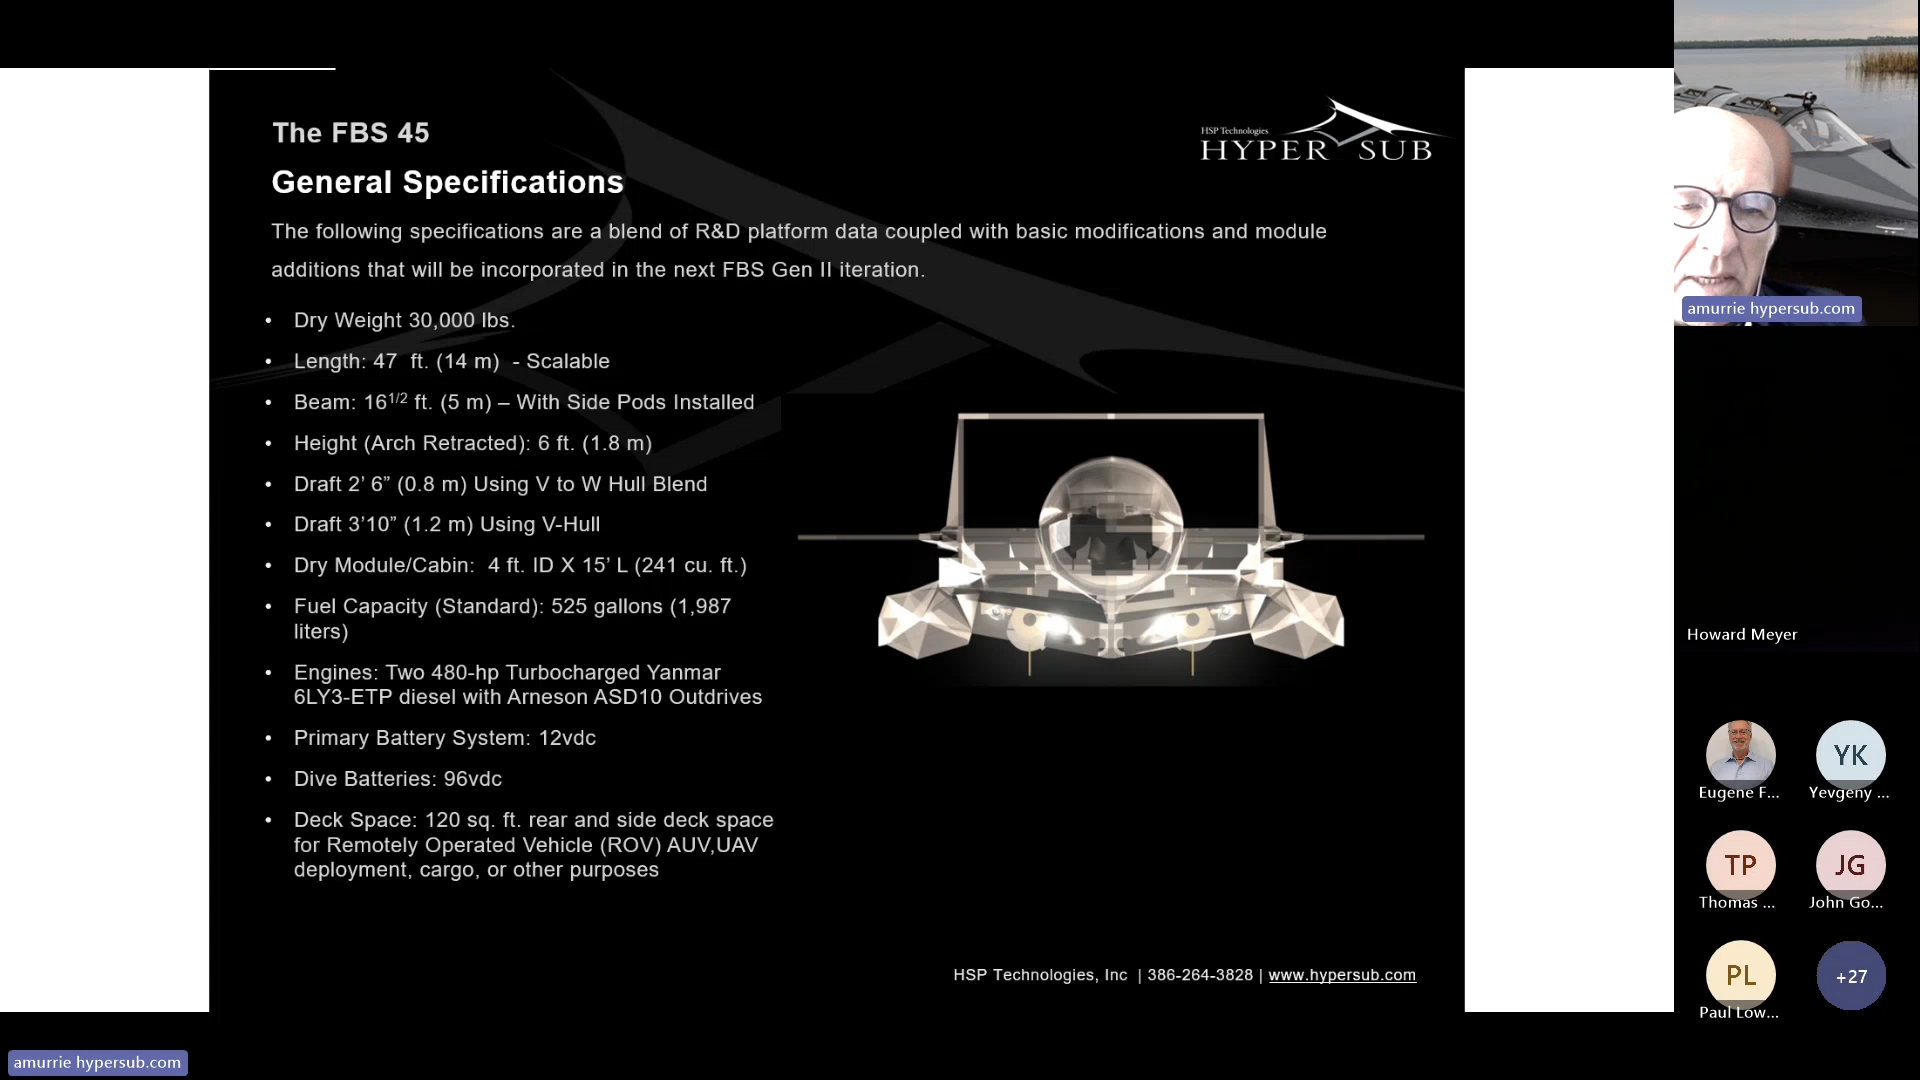 The FBS 45
HSP Technologies
HYPER SUB
General Specifications
The following specifications are a blend of R&D platform data coupled with basic modifications and module
additions that will be incorporated in the next FBS Gen II iteration.
• Dry Weight 30,000 lbs.
• Length: 47 ft. (14 m) - Scalable
• Beam: 16 1/2 ft. (5 m) – With Side Pods Installed
• Height (Arch Retracted): 6 ft. (1.8 m)
• Draft 2’ 6” (0.8 m) Using V to W Hull Blend
• Draft 3’10” (1.2 m) Using V-Hull
• Dry Module/Cabin: 4 ft. ID X 15’ L (241 cu. ft.)
• Fuel Capacity (Standard): 525 gallons (1,987
liters)
• Engines: Two 480-hp Turbocharged Yanmar
6LY3-ETP diesel with Arneson ASD10 Outdrives
• Primary Battery System: 12vdc
• Dive Batteries: 96vdc
• Deck Space: 120 sq. ft. rear and side deck space
for Remotely Operated Vehicle (ROV) AUV,UAV
deployment, cargo, or other purposes
HSP Technologies, Inc | 386-264-3828 | www.hypersub.com
amurrie hypersub.com
Howard Meyer
Eugene F...
YK
Yevgeny ...
TP
Thomas ...
JG
John Go...
PL
Paul Low...
+27
amurrie hypersub.com